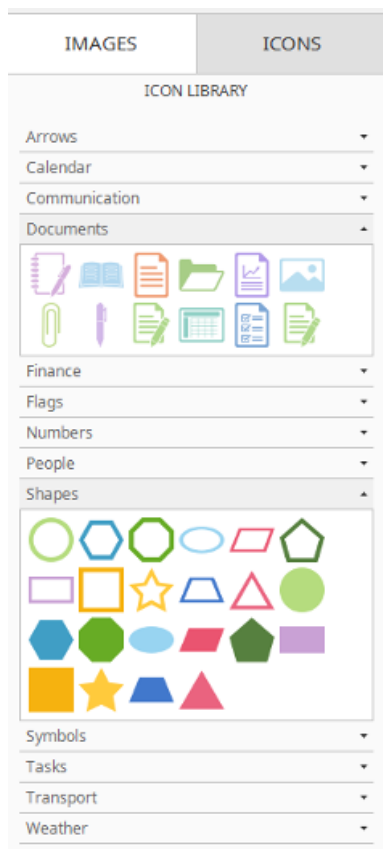 IMAGES ICONS
ICON LIBRARY
Arrows
Calendar
Communication
Documents
Finance
Flags
Numbers
People
Shapes
Symbols
Tasks
Transport
Weather